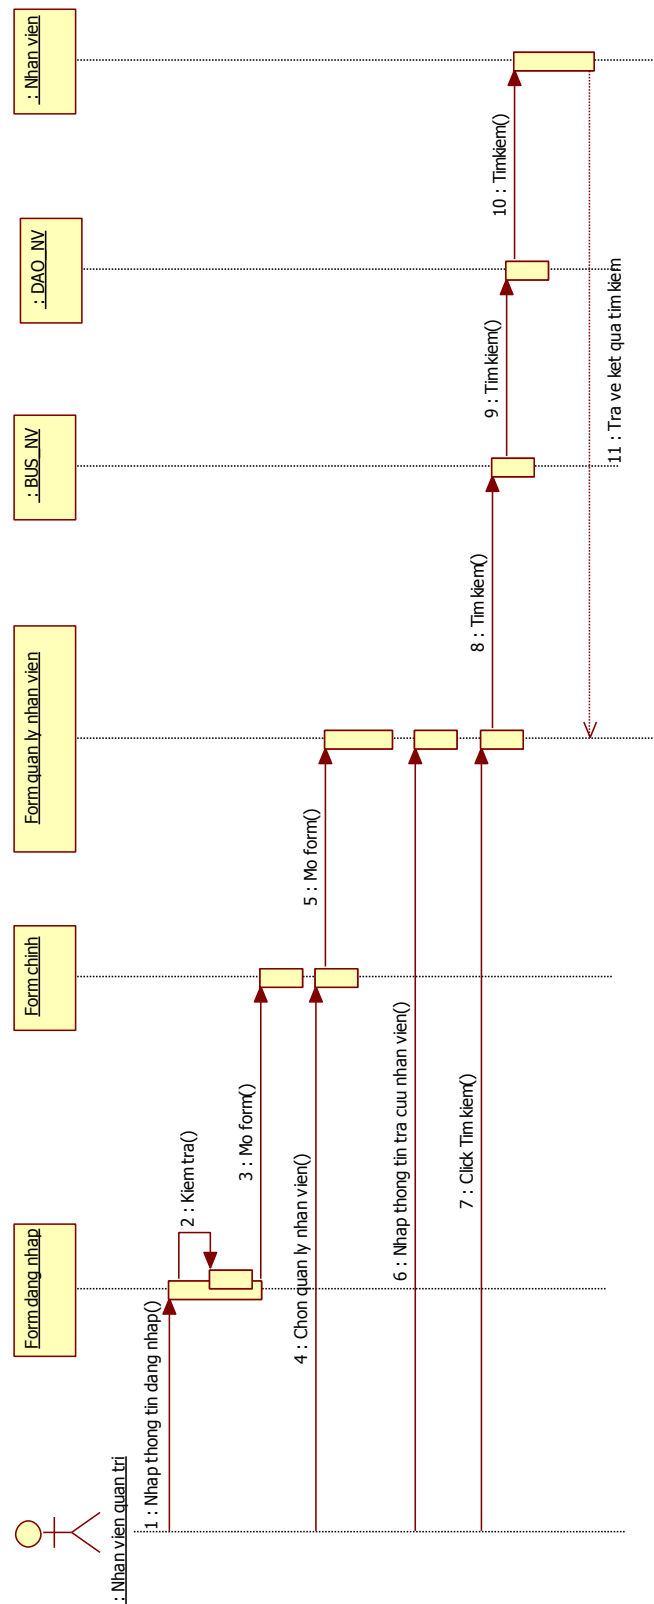 : Nhan vien quan tri
Form dang nhap
Form chinh
Form quan ly nhan vien
: BUS_NV
: DAO_NV
: Nhan vien
1 : Nhap thong tin dang nhap()
2 : Kiem tra()
3 : Mo form()
4 : Chon quan ly nhan vien()
5 : Mo form()
6 : Nhap thong tin tra cuu nhan vien()
7 : Click Tim kiem()
8 : Tim kiem()
9 : Tim kiem()
10 : Timkiem()
11 : Tra ve ket qua tim kiem